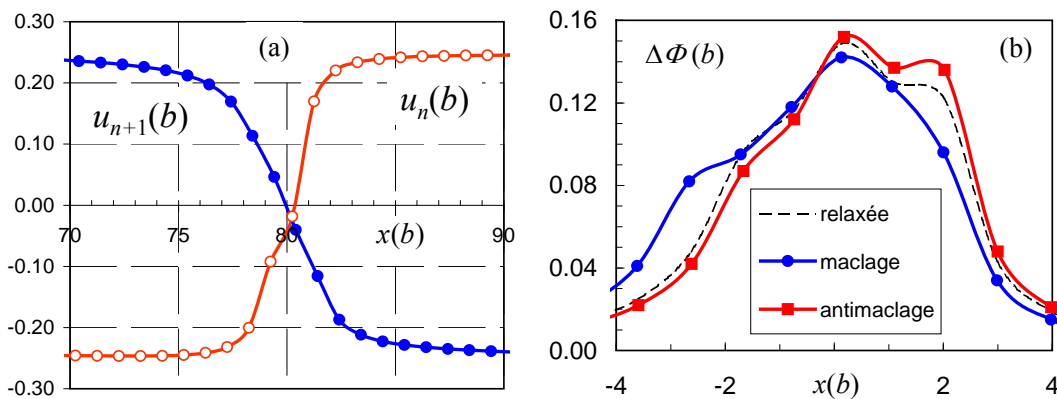 0.30
(a)
0.20
u_{n+1}(b)
u_n(b)
0.10
0.00
70 75 80 x(b) 90
-0.10
-0.20
-0.30
0.16
ΔΦ(b)
(b)
0.12
0.08
relaxée
maclage
0.04
antimaclage
0.00
-4 -2 x(b) 2 4